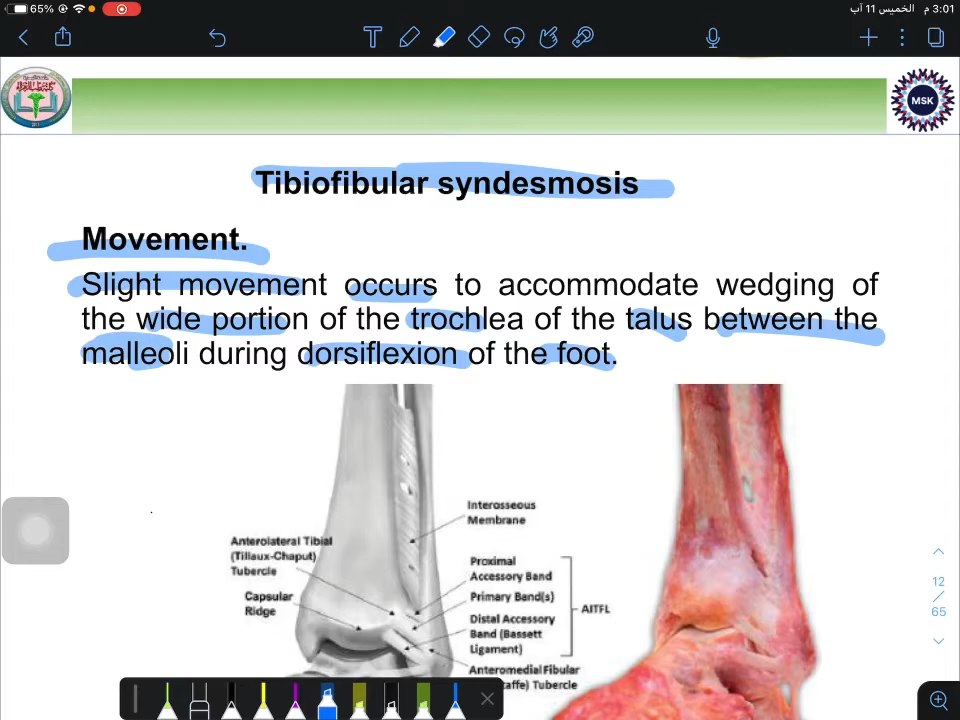 65%
الخميس 11 آب 3:01 م
MSK
Tibiofibular syndesmosis
Movement.
Slight movement occurs to accommodate wedging of
the wide portion of the trochlea of the talus between the
malleoli during dorsiflexion of the foot.
Interosseous
Membrane
Anterolateral Tibial
(Tillaux-Chaput)
Tubercle
Capsular
Ridge
Proximal
Accessory Band
Primary Band(s)
Distal Accessory
Band (Bassett
Ligament)
AITFL
Anteromedial Fibular
Tubercle
12
/
65